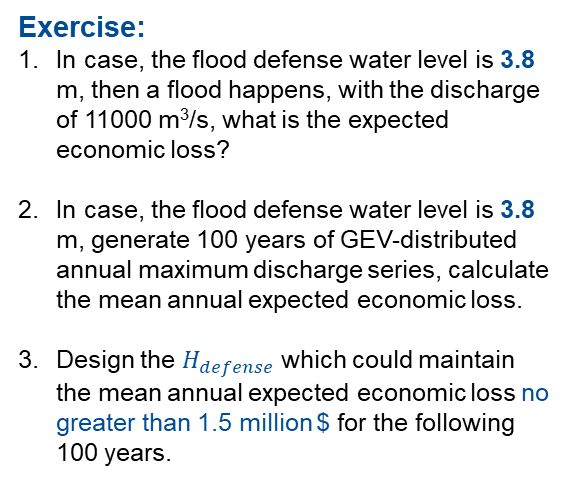 Exercise:
1. In case, the flood defense water level is 3.8
m, then a flood happens, with the discharge
of 11000 m³/s, what is the expected
economic loss?
2. In case, the flood defense water level is 3.8
m, generate 100 years of GEV-distributed
annual maximum discharge series, calculate
the mean annual expected economic loss.
3. Design the H_defense which could maintain
the mean annual expected economic loss no
greater than 1.5 million $ for the following
100 years.